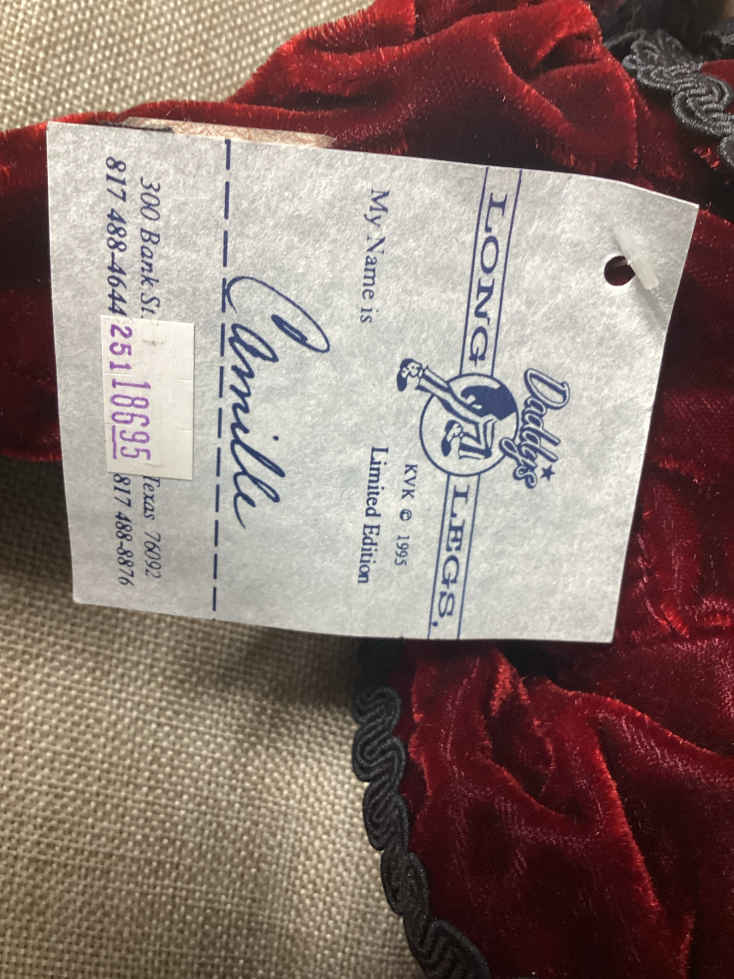 Daddy's
LONG LEGS,
KVK © 1995
My Name is Limited Edition
Camille
300 Bank St. Texas 76092
817 488-4644 817 488-8876
25118695